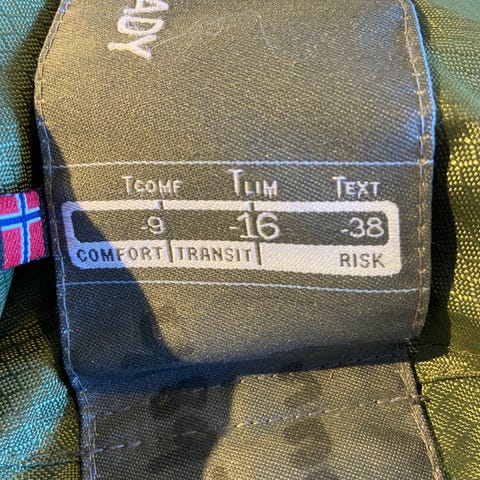 ADY
TCOMF TLIM TEXT
-9 -16 -38
COMFORT TRANSIT RISK